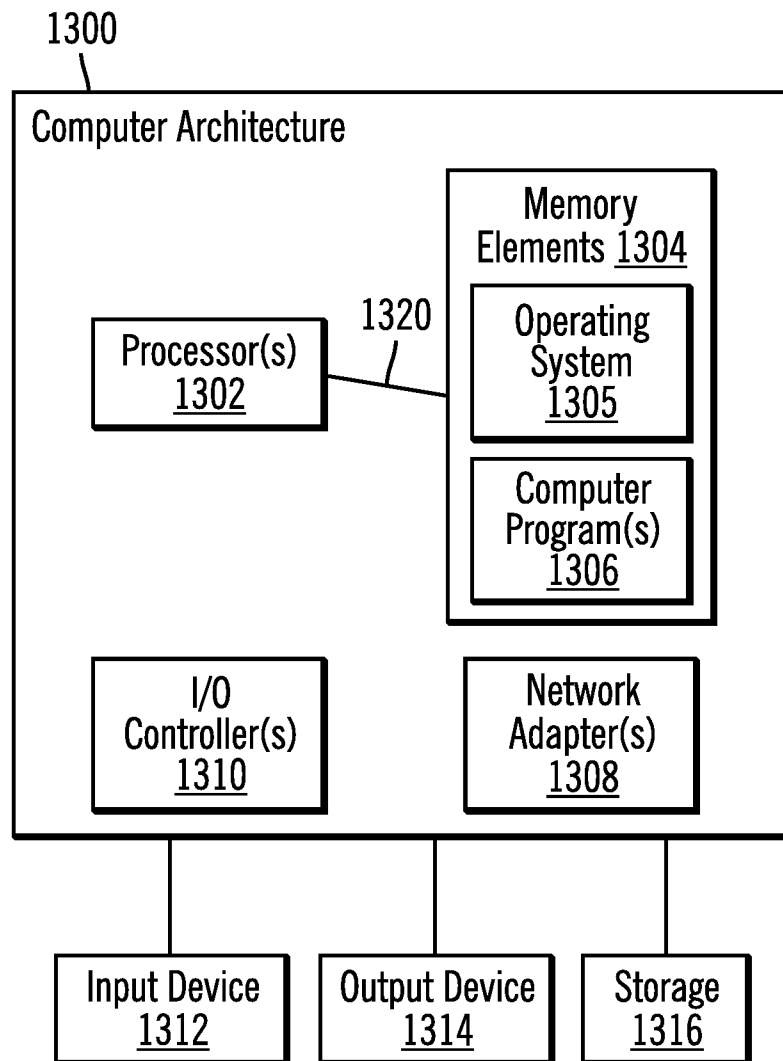 1300
Computer Architecture
Memory
Elements 1304
1320
Operating
System
1305
Processor(s)
1302
Computer
Program(s)
1306
I/O
Controller(s)
1310
Network
Adapter(s)
1308
Input Device
1312
Output Device
1314
Storage
1316